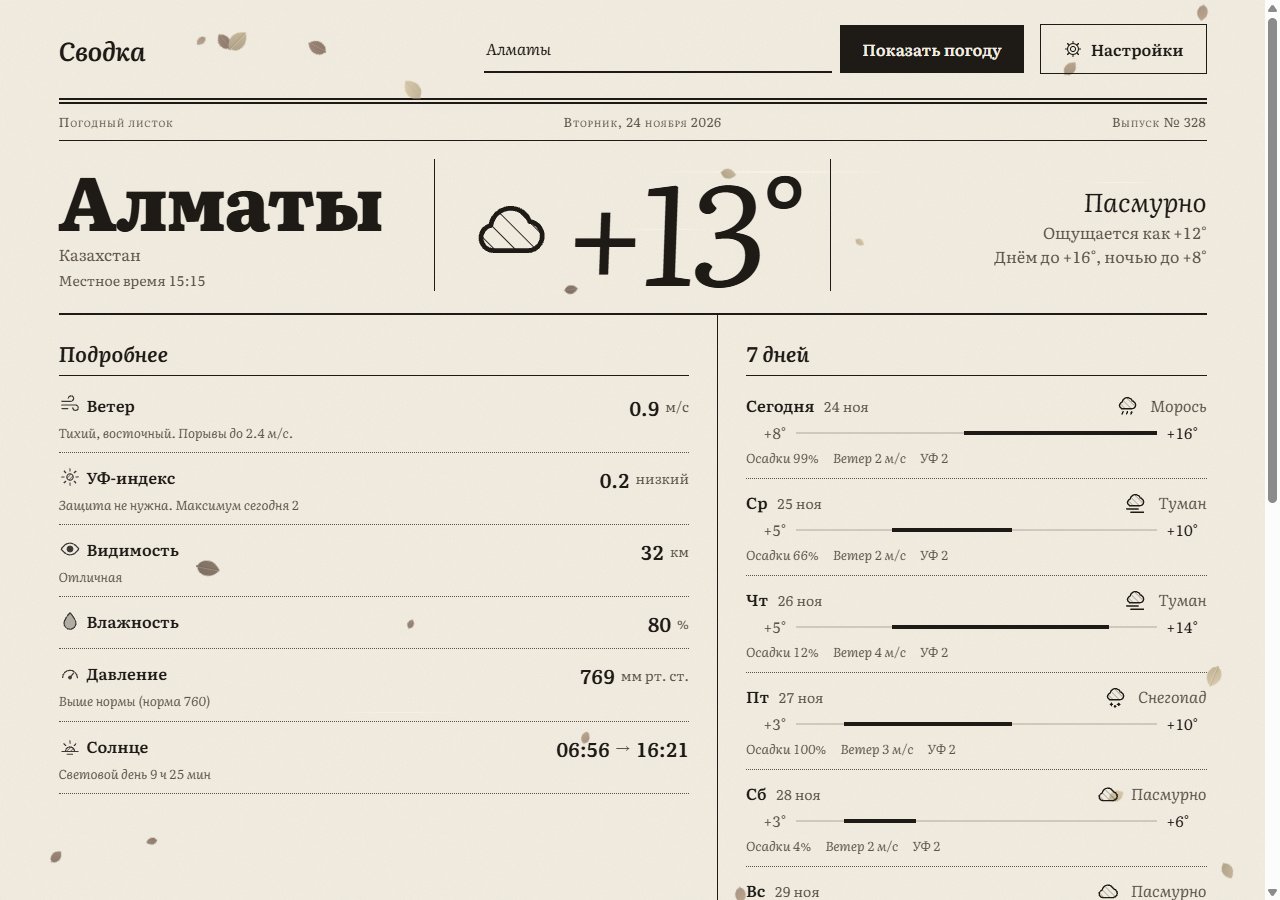 Сводка
Алматы
Показать погоду
Настройки
Погодный листок
Вторник, 24 ноября 2026
Выпуск № 328
Алматы
Казахстан
Местное время 15:15
+13°
Пасмурно
Ощущается как +12°
Днём до +16°, ночью до +8°
Подробнее
Ветер 0.9 м/с
Тихий, восточный. Порывы до 2.4 м/с.
УФ-индекс 0.2 низкий
Защита не нужна. Максимум сегодня 2
Видимость 32 км
Отличная
Влажность 80 %
Давление 769 мм рт. ст.
Выше нормы (норма 760)
Солнце 06:56 → 16:21
Световой день 9 ч 25 мин
7 дней
Сегодня 24 ноя Морось
+8° +16°
Осадки 99% Ветер 2 м/с УФ 2
Ср 25 ноя Туман
+5° +10°
Осадки 66% Ветер 2 м/с УФ 2
Чт 26 ноя Туман
+5° +14°
Осадки 12% Ветер 4 м/с УФ 2
Пт 27 ноя Снегопад
+3° +10°
Осадки 100% Ветер 3 м/с УФ 2
Сб 28 ноя Пасмурно
+3° +6°
Осадки 4% Ветер 2 м/с УФ 2
Вс 29 ноя Пасмурно